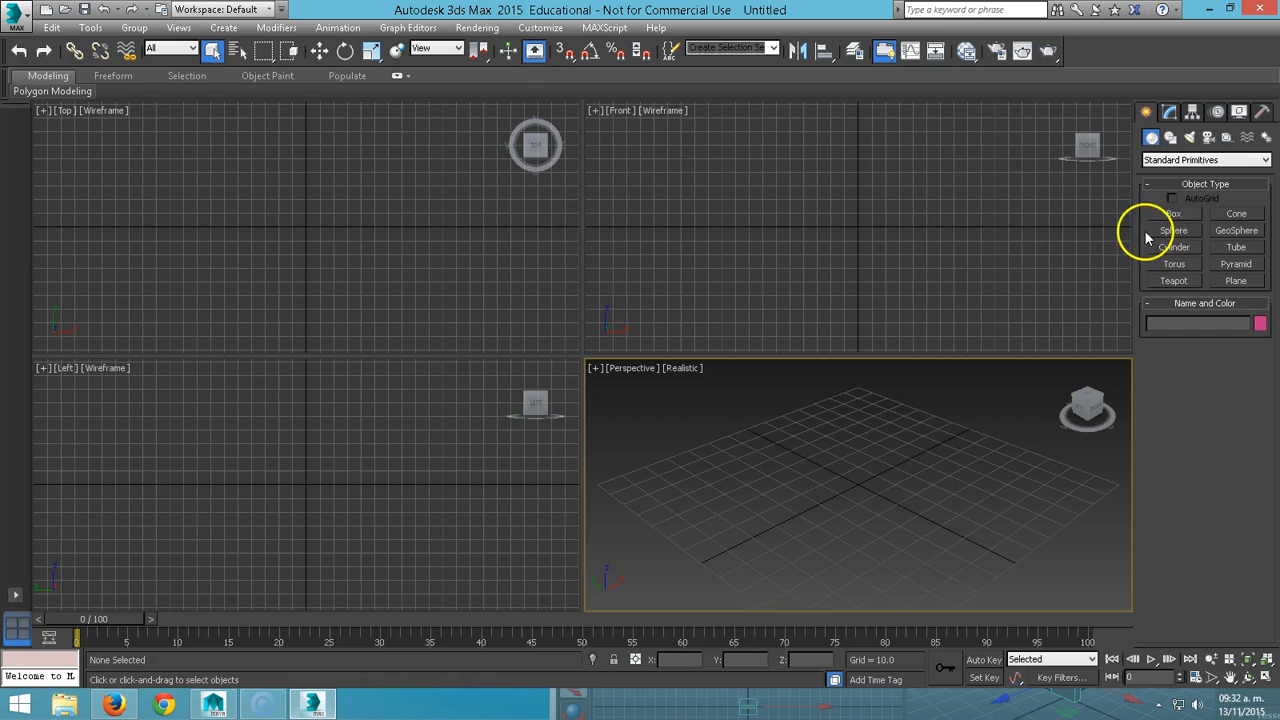 MAX
Workspace: Default
Autodesk 3ds Max 2015 Educational - Not for Commercial Use Untitled
Type a keyword or phrase
Edit Tools Group Views Create Modifiers Animation Graph Editors Rendering Customize MAXScript Help
All
View
3
%
Create Selection Se
Modeling Freeform Selection Object Paint Populate
Polygon Modeling
[+] [Top] [Wireframe]
TOP
[+] [Front] [Wireframe]
FRONT
Standard Primitives
- Object Type
AutoGrid
Box Cone
Sphere GeoSphere
Cylinder Tube
Torus Pyramid
Teapot Plane
- Name and Color
[+] [Left] [Wireframe]
LEFT
[+] [Perspective] [Realistic]
< 0 / 100 >
0 5 10 15 20 25 30 35 40 45 50 55 60 65 70 75 80 85 90 95 100
None Selected
X: Y: Z:
Grid = 10.0
Auto Key
Selected
Welcome to M
Click or click-and-drag to select objects
Add Time Tag
Set Key
Key Filters...
0
09:32 a. m.
13/11/2015